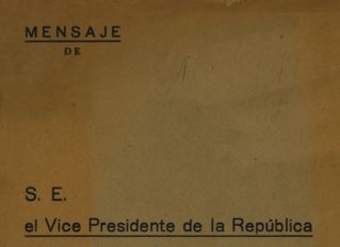 MENSAJE
DE
S. E.
el Vice Presidente de la República